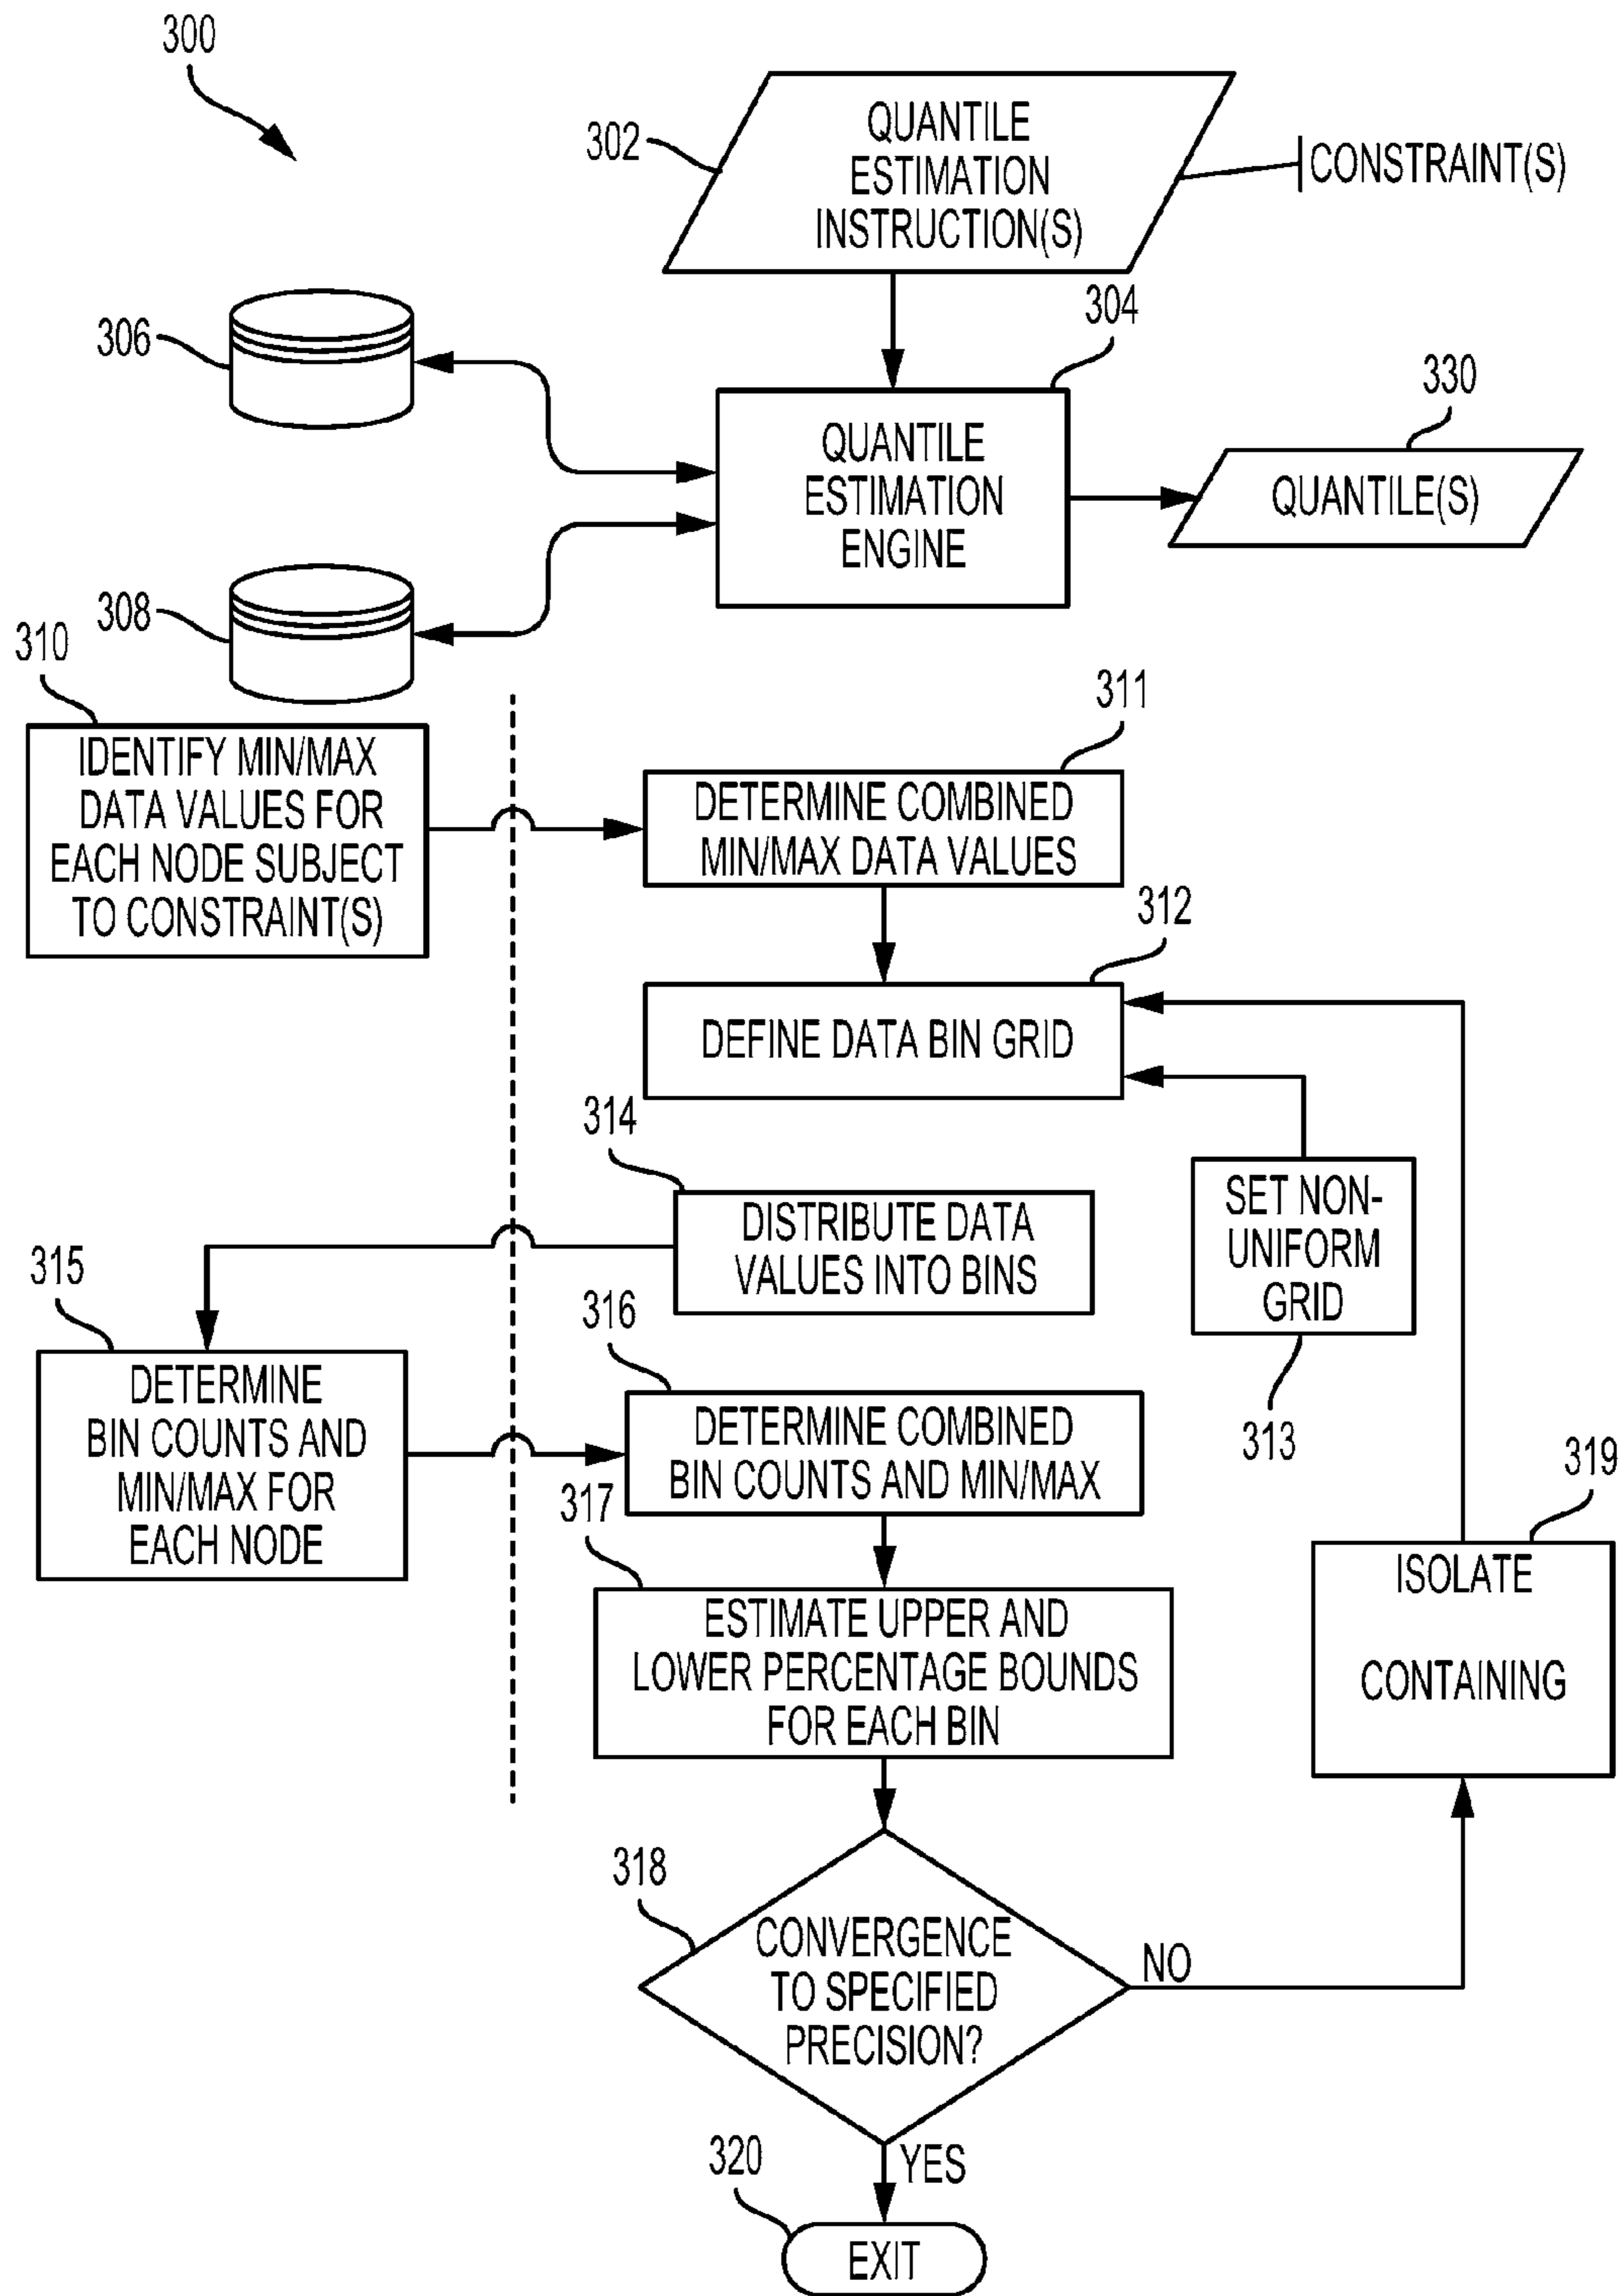 300
302
QUANTILE
ESTIMATION
INSTRUCTION(S)
CONSTRAINT(S)
304
306
QUANTILE
ESTIMATION
ENGINE
330
QUANTILE(S)
308
310
IDENTIFY MIN/MAX
DATA VALUES FOR
EACH NODE SUBJECT
TO CONSTRAINT(S)
311
DETERMINE COMBINED
MIN/MAX DATA VALUES
312
DEFINE DATA BIN GRID
313
SET NON-
UNIFORM
GRID
314
DISTRIBUTE DATA
VALUES INTO BINS
315
DETERMINE
BIN COUNTS AND
MIN/MAX FOR
EACH NODE
316
DETERMINE COMBINED
BIN COUNTS AND MIN/MAX
317
ESTIMATE UPPER AND
LOWER PERCENTAGE BOUNDS
FOR EACH BIN
318
CONVERGENCE
TO SPECIFIED
PRECISION?
NO
319
ISOLATE
CONTAINING
YES
320
EXIT